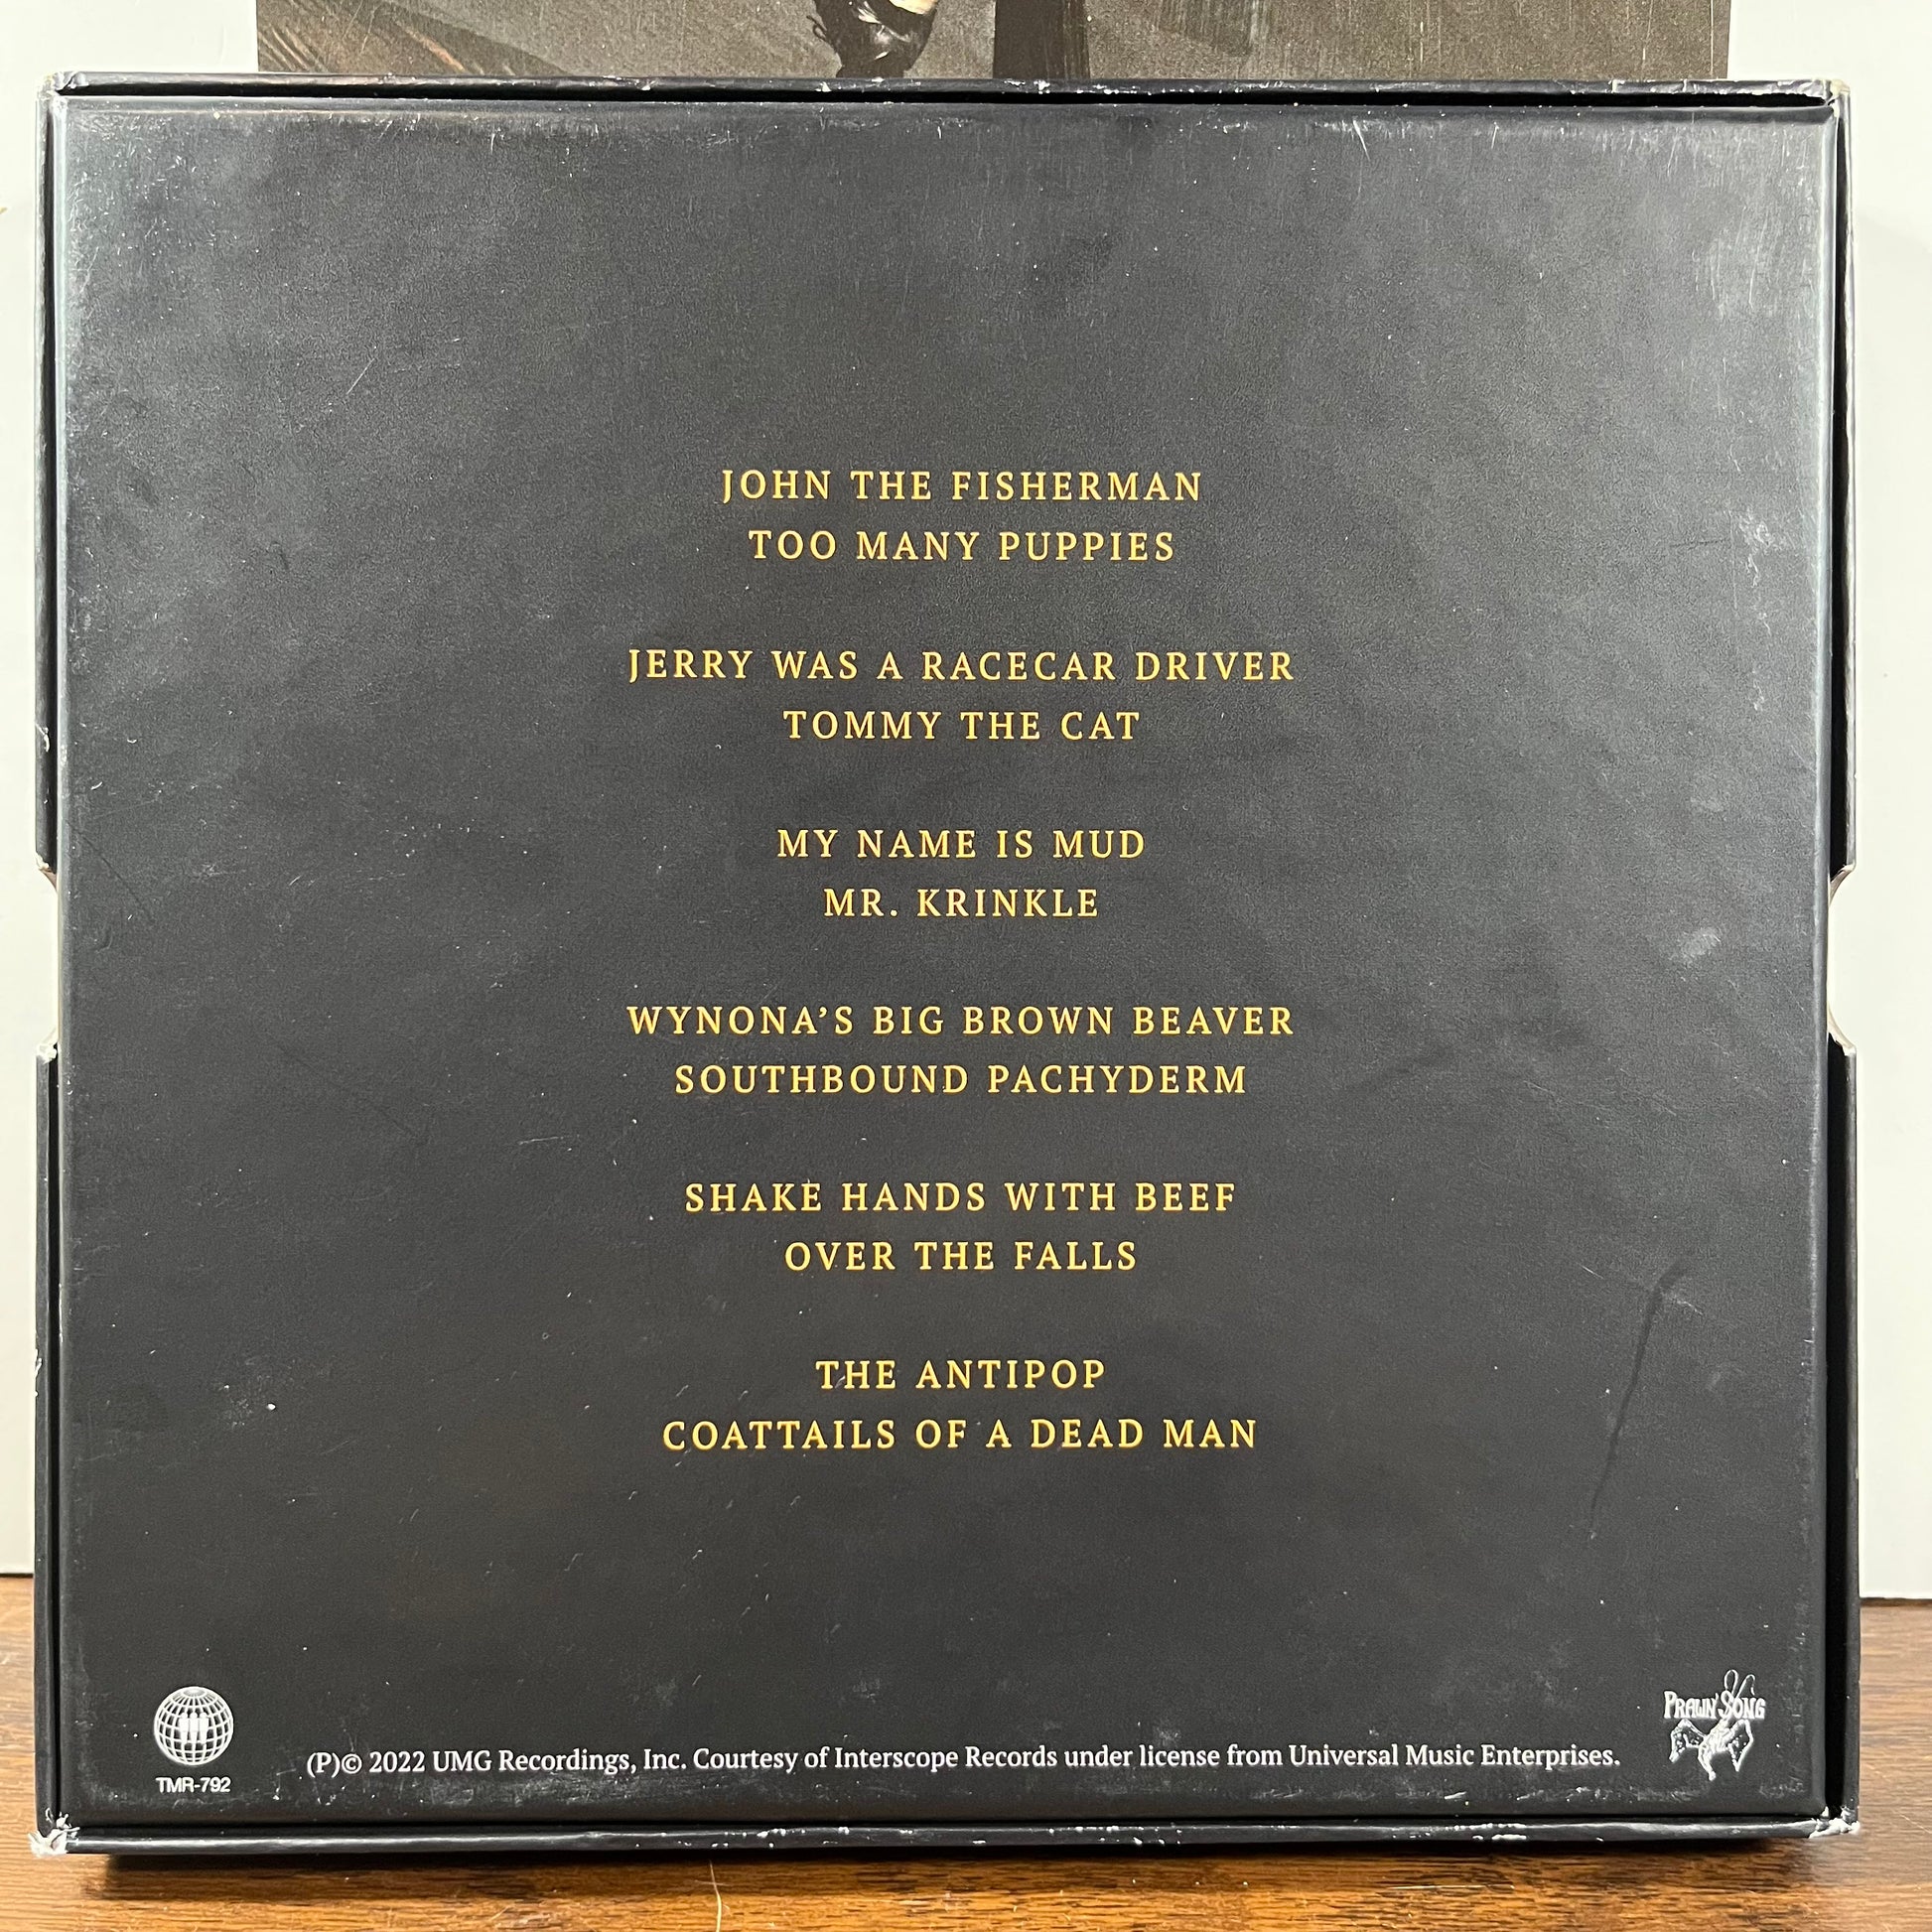 JOHN THE FISHERMAN
TOO MANY PUPPIES
JERRY WAS A RACECAR DRIVER
TOMMY THE CAT
MY NAME IS MUD
MR. KRINKLE
WYNONA’S BIG BROWN BEAVER
SOUTHBOUND PACHYDERM
SHAKE HANDS WITH BEEF
OVER THE FALLS
THE ANTIPOP
COATTAILS OF A DEAD MAN
TMR-792
(P)© 2022 UMG Recordings, Inc. Courtesy of Interscope Records under license from Universal Music Enterprises.
PRAWN SONG